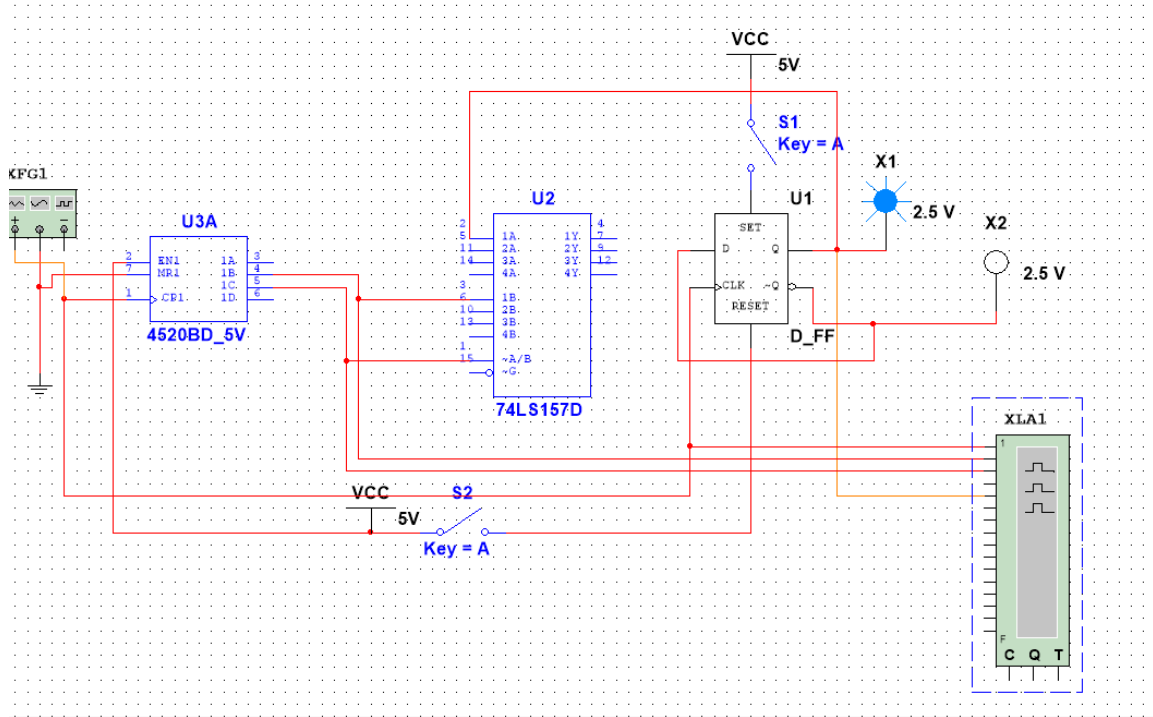 VCC
5V
S1
Key = A
XFG1
X1
2.5 V
X2
2.5 V
U3A
2 EN1 1A 3
7 MR1 1B 4
1C 5
1 CP1 1D 6
4520BD_5V
U2
2 1A 1Y 4
5 2A 2Y 7
11 3A 3Y 9
14 4A 4Y 12
3 1B
6 2B
10 3B
13 4B
1 ~A/B
15 ~G
74LS157D
U1
SET
D Q
CLK ~Q
RESET
D_FF
VCC
5V
S2
Key = A
XLA1
1
F
C Q T